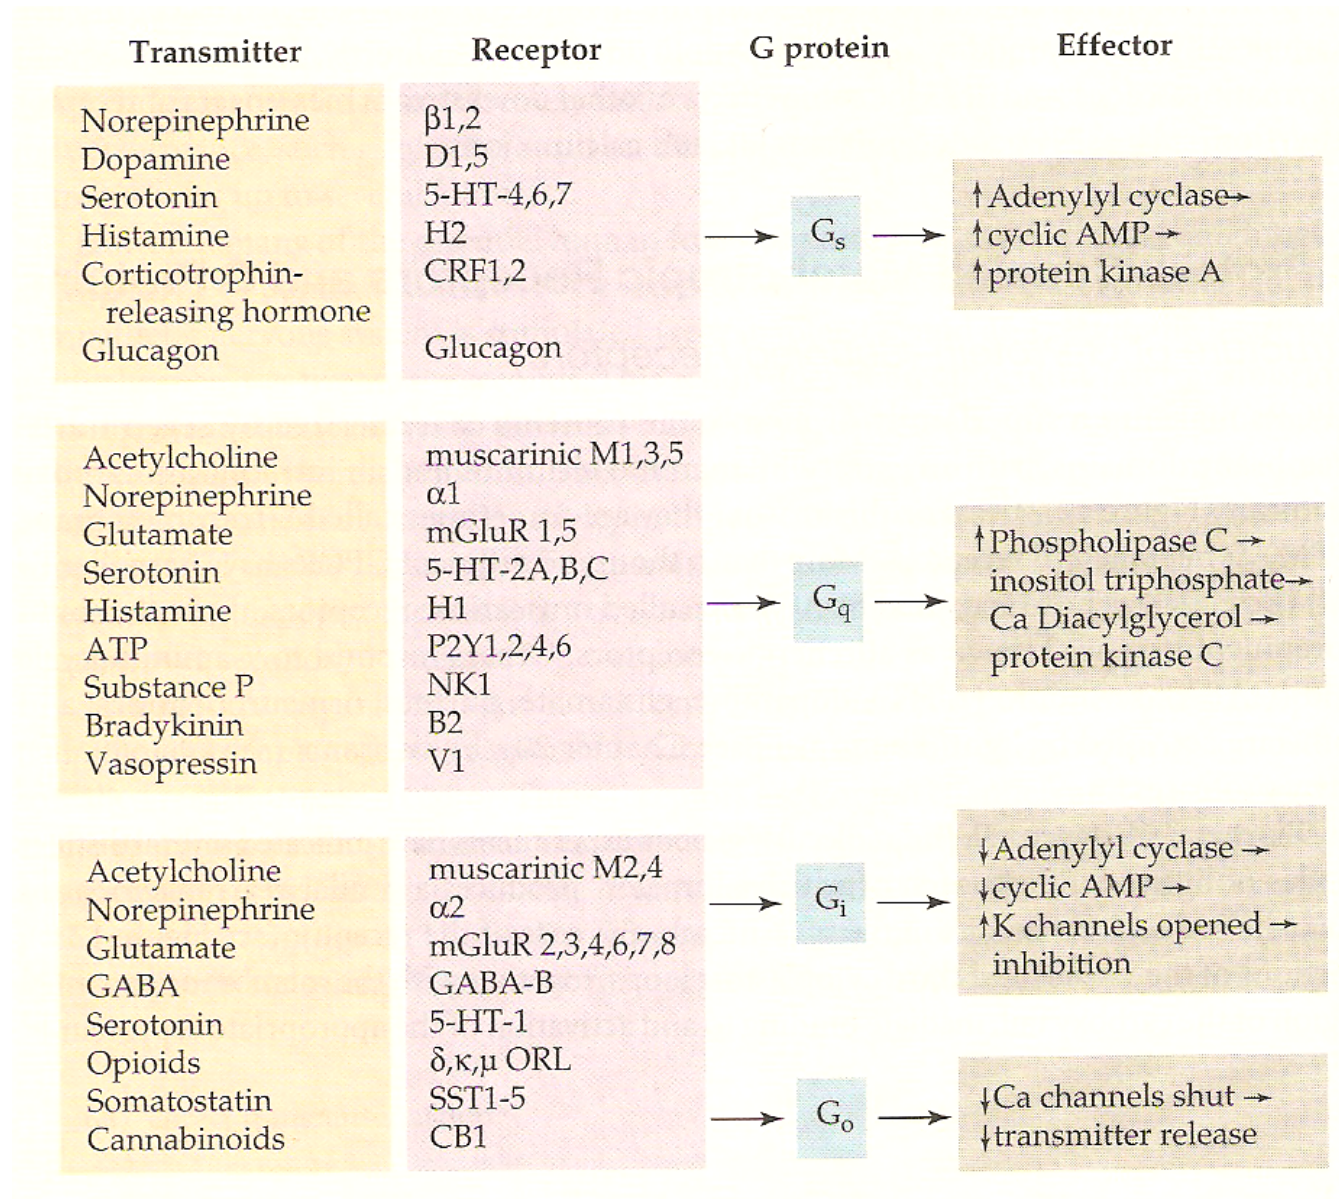 Transmitter Receptor G protein Effector
Norepinephrine β1,2
Dopamine D1,5
Serotonin 5-HT-4,6,7
Histamine H2
Corticotrophin- CRF1,2
releasing hormone
Glucagon Glucagon
Gs
↑Adenylyl cyclase→
↑cyclic AMP→
↑protein kinase A
Acetylcholine muscarinic M1,3,5
Norepinephrine α1
Glutamate mGluR 1,5
Serotonin 5-HT-2A,B,C
Histamine H1
ATP P2Y1,2,4,6
Substance P NK1
Bradykinin B2
Vasopressin V1
Gq
↑Phospholipase C→
inositol triphosphate→
Ca Diacylglycerol→
protein kinase C
Acetylcholine muscarinic M2,4
Norepinephrine α2
Glutamate mGluR 2,3,4,6,7,8
GABA GABA-B
Serotonin 5-HT-1
Opioids δ,κ,μ ORL
Somatostatin SST1-5
Cannabinoids CB1
Gi
↓Adenylyl cyclase→
↓cyclic AMP→
↑K channels opened→
inhibition
Go
↓Ca channels shut→
↓transmitter release